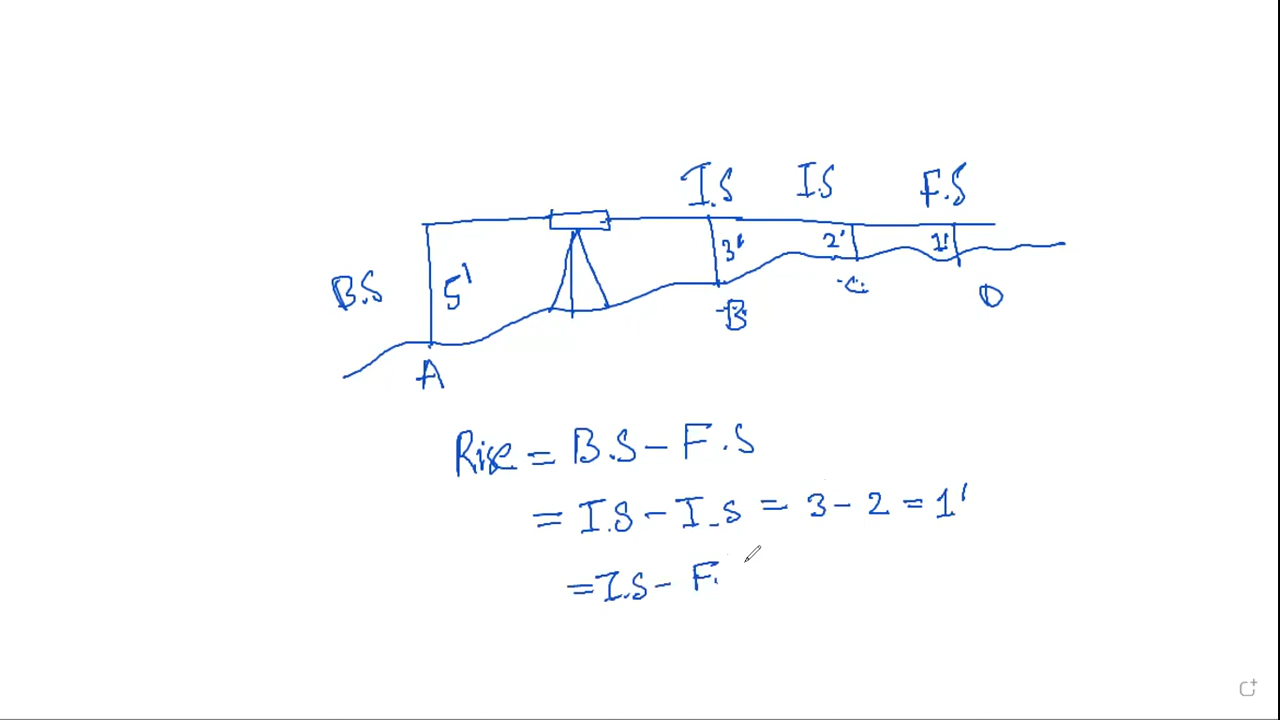 I.S I.S F.S
B.S 5' 3' 2' 1'
A B C D
Rise = B.S - F.S
= I.S - I.S = 3 - 2 = 1'
= I.S - F.